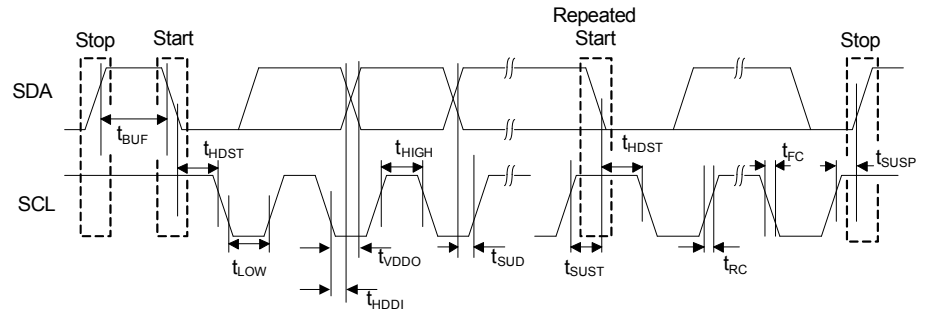 Stop
Start
Repeated
Start
Stop
SDA
tBUF
tHDST
tHIGH
tHDST
tFC
tSUSP
SCL
tLOW
tVDDO
tSUD
tSUST
tRC
tHDDI